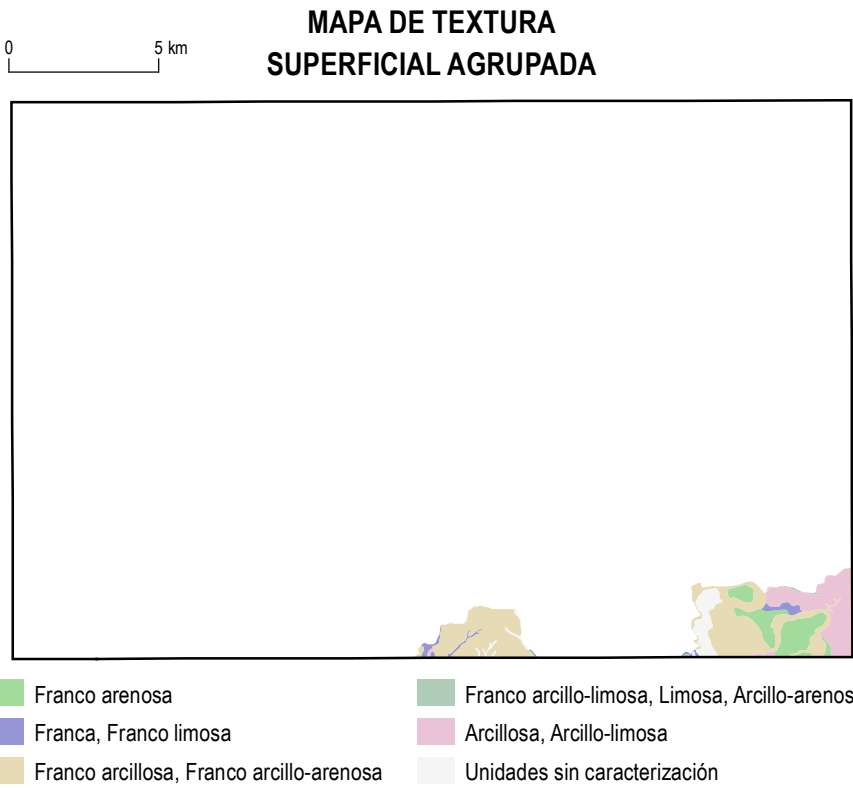 MAPA DE TEXTURA
SUPERFICIAL AGRUPADA
0 5 km
Franco arenosa
Franca, Franco limosa
Franco arcillosa, Franco arcillo-arenosa
Franco arcillo-limosa, Limosa, Arcillo-arenos
Arcillosa, Arcillo-limosa
Unidades sin caracterización